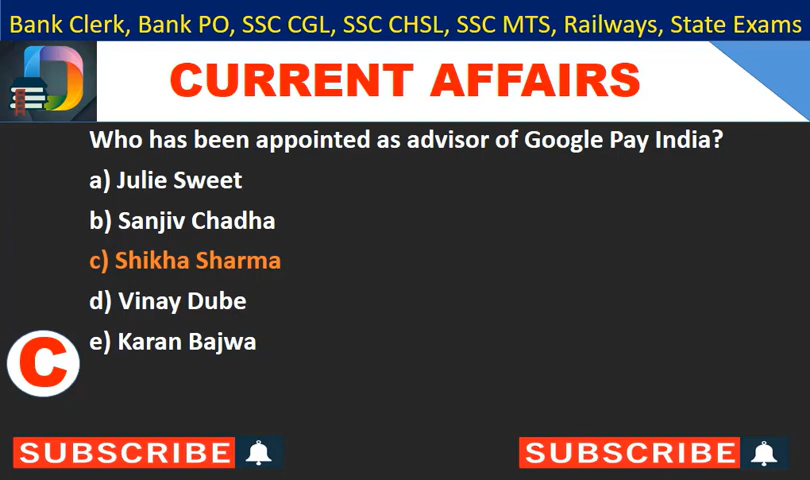 Bank Clerk, Bank PO, SSC CGL, SSC CHSL, SSC MTS, Railways, State Exams
CURRENT AFFAIRS
Who has been appointed as advisor of Google Pay India?
a) Julie Sweet
b) Sanjiv Chadha
c) Shikha Sharma
d) Vinay Dube
e) Karan Bajwa
C
SUBSCRIBE
SUBSCRIBE